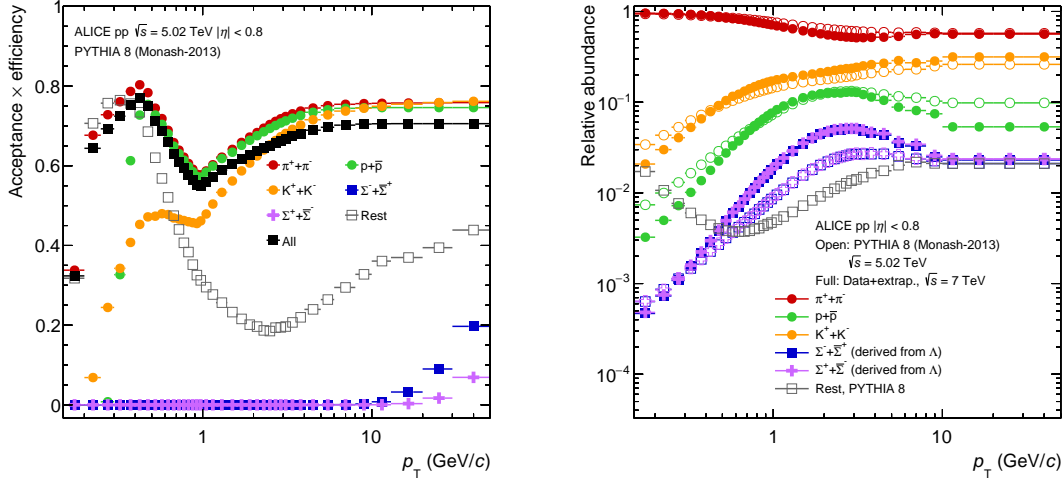 ALICE pp √s = 5.02 TeV |η| < 0.8
PYTHIA 8 (Monash-2013)
Acceptance × efficiency
1
0.8
0.6
0.4
0.2
0
π⁺+π⁻
p+p̅
K⁺+K⁻
Σ⁻+Σ̅⁺
Σ⁺+Σ̅⁻
Rest
All
1
10
p_T (GeV/c)
Relative abundance
1
10⁻¹
10⁻²
10⁻³
10⁻⁴
ALICE pp |η| < 0.8
Open: PYTHIA 8 (Monash-2013)
√s = 5.02 TeV
Full: Data+extrap., √s = 7 TeV
π⁺+π⁻
p+p̅
K⁺+K⁻
Σ⁻+Σ̅⁺ (derived from Λ)
Σ⁺+Σ̅⁻ (derived from Λ)
Rest, PYTHIA 8
1
10
p_T (GeV/c)